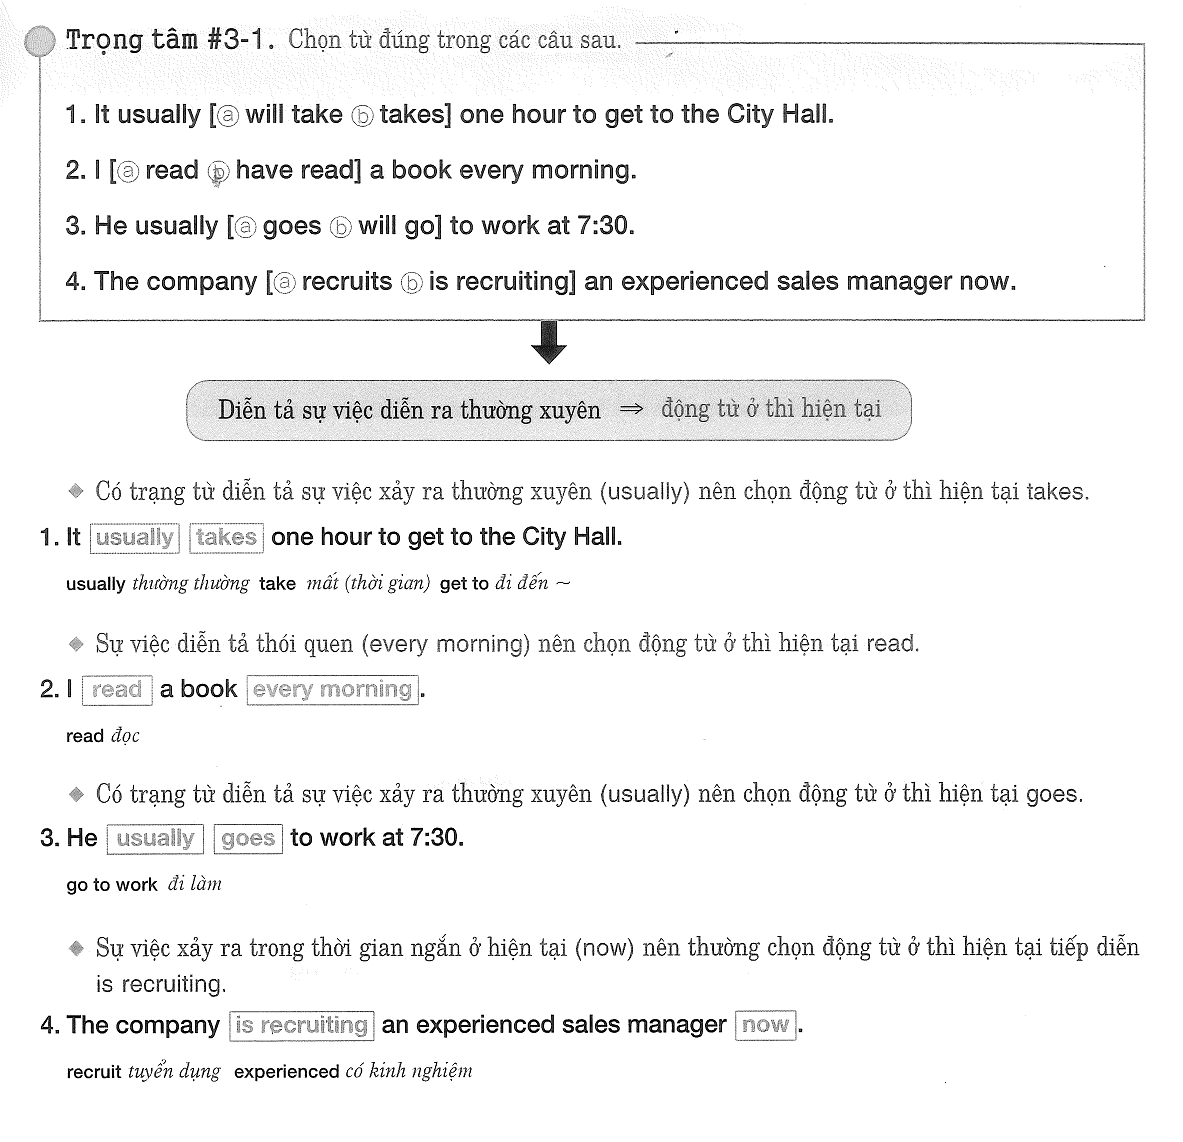 Trọng tâm #3-1. Chọn từ đúng trong các câu sau.
1. It usually [ⓐ will take ⓑ takes] one hour to get to the City Hall.
2. I [ⓐ read ⓑ have read] a book every morning.
3. He usually [ⓐ goes ⓑ will go] to work at 7:30.
4. The company [ⓐ recruits ⓑ is recruiting] an experienced sales manager now.
Diễn tả sự việc diễn ra thường xuyên ⇒ động từ ở thì hiện tại
◆ Có trạng từ diễn tả sự việc xảy ra thường xuyên (usually) nên chọn động từ ở thì hiện tại takes.
1. It usually takes one hour to get to the City Hall.
usually thường thường take mất (thời gian) get to đi đến ~
◆ Sự việc diễn tả thói quen (every morning) nên chọn động từ ở thì hiện tại read.
2. I read a book every morning.
read đọc
◆ Có trạng từ diễn tả sự việc xảy ra thường xuyên (usually) nên chọn động từ ở thì hiện tại goes.
3. He usually goes to work at 7:30.
go to work đi làm
◆ Sự việc xảy ra trong thời gian ngắn ở hiện tại (now) nên thường chọn động từ ở thì hiện tại tiếp diễn
is recruiting.
4. The company is recruiting an experienced sales manager now.
recruit tuyển dụng experienced có kinh nghiệm